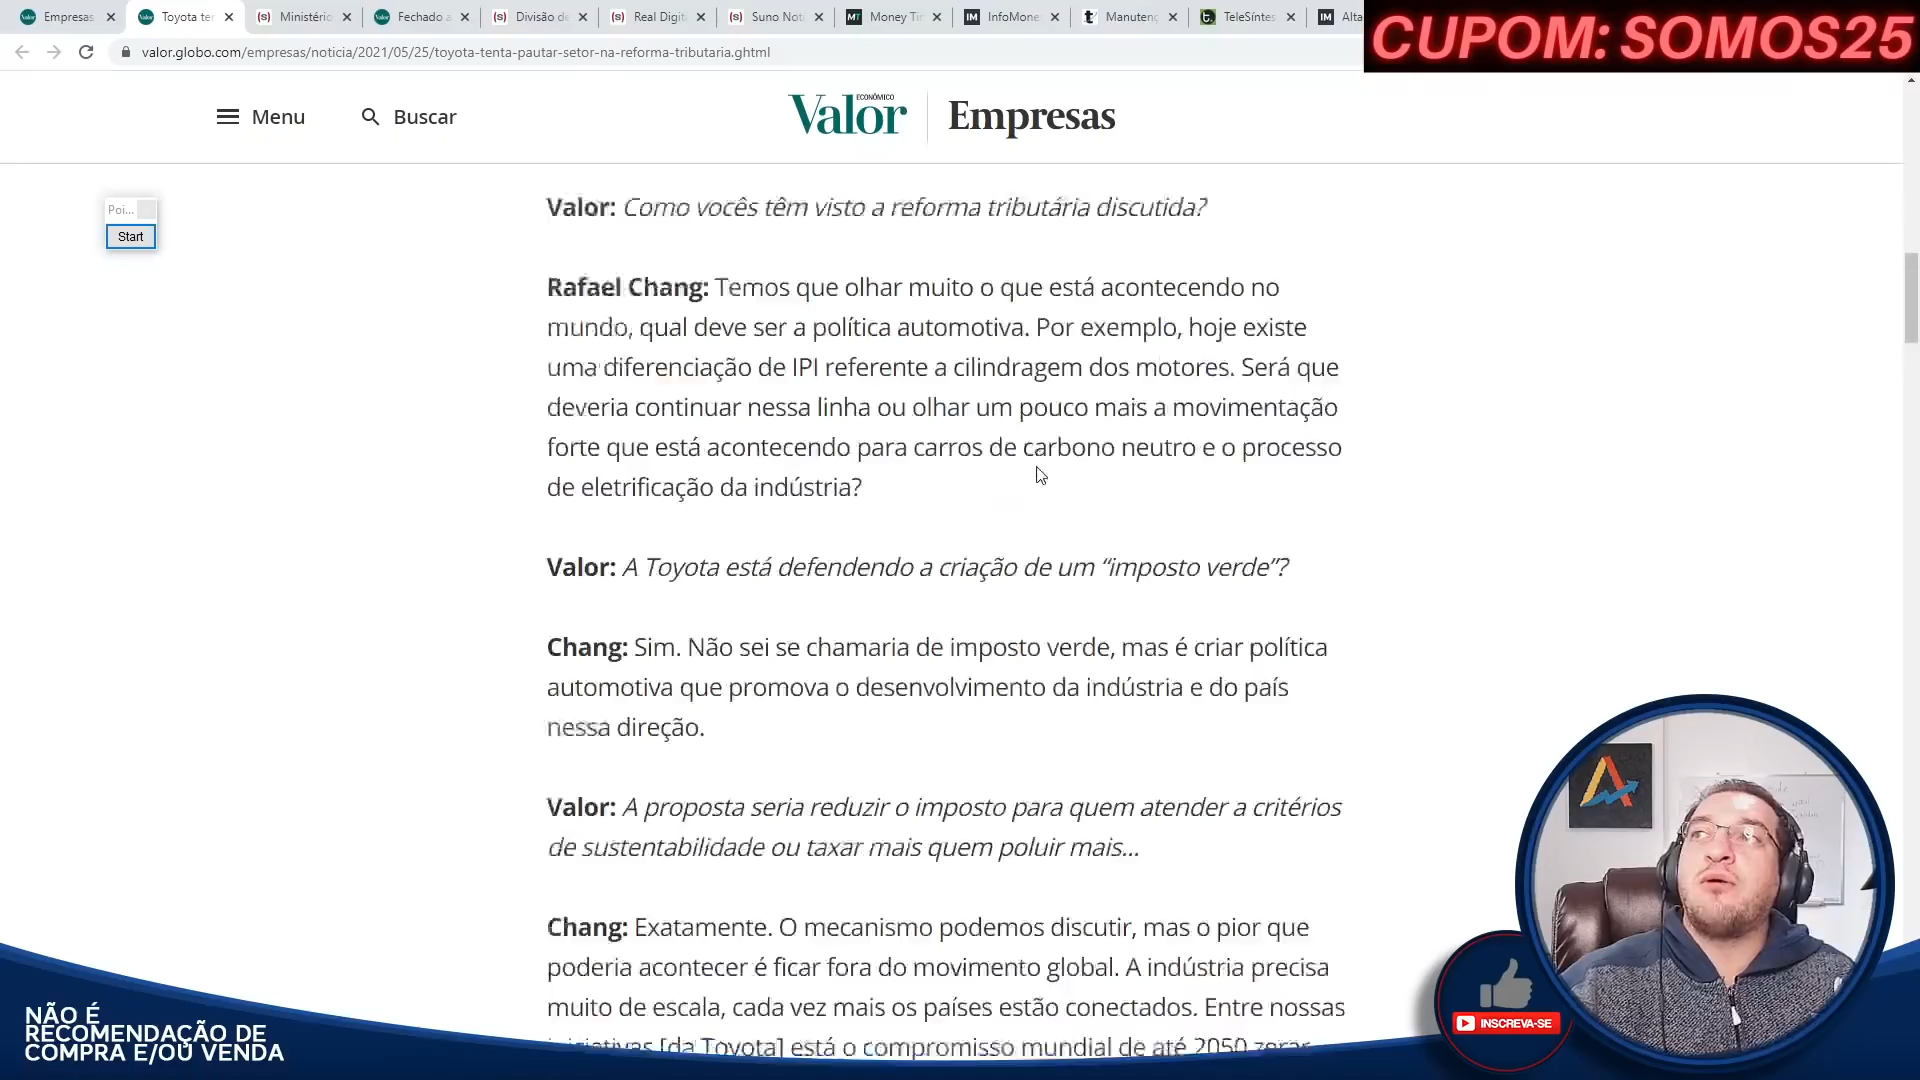 Empresas
Toyota ter
Ministério
Fechado a
Divisão de
Real Digit
Suno Not
Money Tin
InfoMone
Manutenç
TeleSíntes
Alta
CUPOM: SOMOS25
valor.globo.com/empresas/noticia/2021/05/25/toyota-tenta-pautar-setor-na-reforma-tributaria.ghtml
Menu
Buscar
Valor ECONÔMICO
Empresas
Poi...
Start
Valor: Como vocês têm visto a reforma tributária discutida?
Rafael Chang: Temos que olhar muito o que está acontecendo no
mundo, qual deve ser a política automotiva. Por exemplo, hoje existe
uma diferenciação de IPI referente a cilindragem dos motores. Será que
deveria continuar nessa linha ou olhar um pouco mais a movimentação
forte que está acontecendo para carros de carbono neutro e o processo
de eletrificação da indústria?
Valor: A Toyota está defendendo a criação de um “imposto verde”?
Chang: Sim. Não sei se chamaria de imposto verde, mas é criar política
automotiva que promova o desenvolvimento da indústria e do país
nessa direção.
Valor: A proposta seria reduzir o imposto para quem atender a critérios
de sustentabilidade ou taxar mais quem poluir mais...
Chang: Exatamente. O mecanismo podemos discutir, mas o pior que
poderia acontecer é ficar fora do movimento global. A indústria precisa
muito de escala, cada vez mais os países estão conectados. Entre nossas
iniciativas [da Toyota] está o compromisso mundial de até 2050 zerar
NÃO É
RECOMENDAÇÃO DE
COMPRA E/OU VENDA
INSCREVA-SE